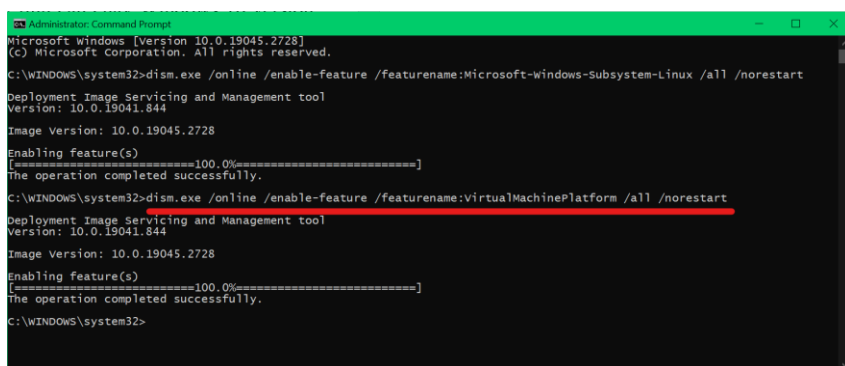 Administrator: Command Prompt
Microsoft Windows [Version 10.0.19045.2728]
(c) Microsoft Corporation. All rights reserved.
C:\WINDOWS\system32>dism.exe /online /enable-feature /featurename:Microsoft-Windows-Subsystem-Linux /all /norestart
Deployment Image Servicing and Management tool
Version: 10.0.19041.844
Image Version: 10.0.19045.2728
Enabling feature(s)
[==========================100.0%==========================]
The operation completed successfully.
C:\WINDOWS\system32>dism.exe /online /enable-feature /featurename:VirtualMachinePlatform /all /norestart
Deployment Image Servicing and Management tool
Version: 10.0.19041.844
Image Version: 10.0.19045.2728
Enabling feature(s)
[==========================100.0%==========================]
The operation completed successfully.
C:\WINDOWS\system32>